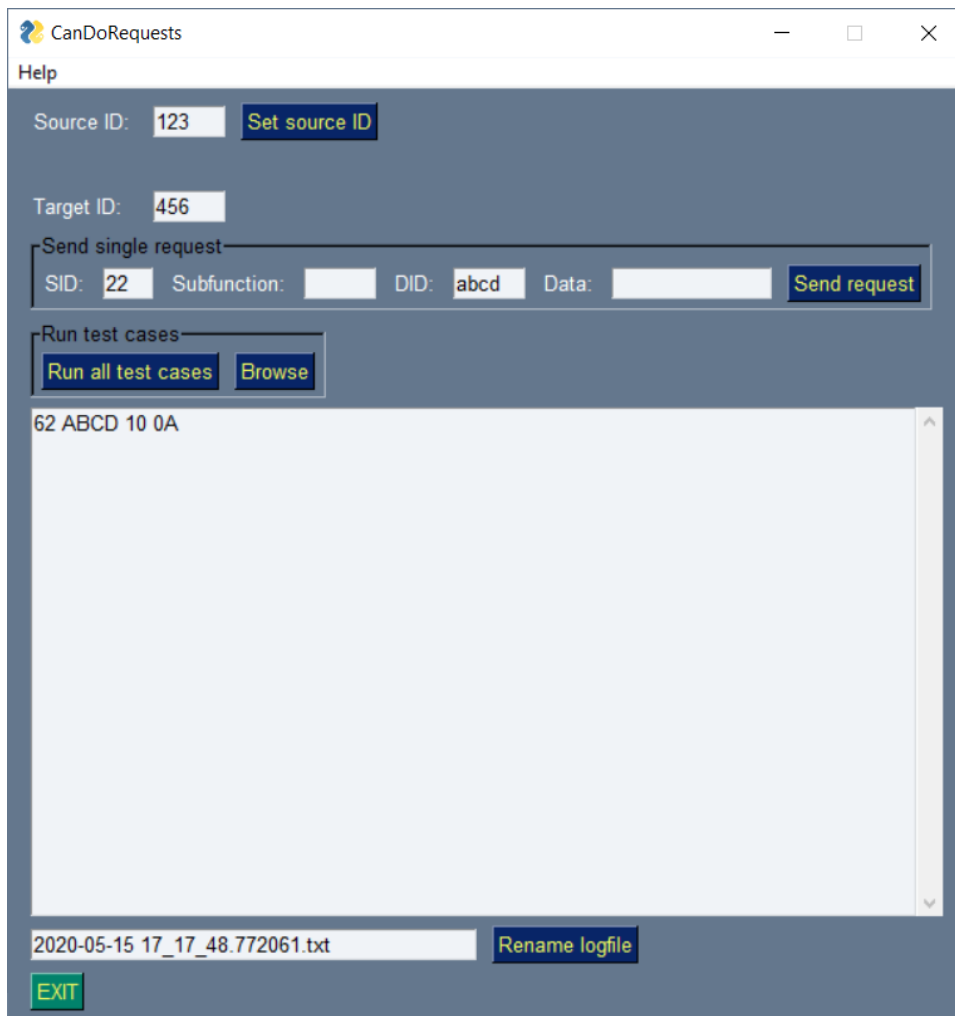 CanDoRequests
Help
Source ID: 123 Set source ID
Target ID: 456
Send single request
SID: 22 Subfunction: DID: abcd Data: Send request
Run test cases
Run all test cases Browse
62 ABCD 10 0A
2020-05-15 17_17_48.772061.txt Rename logfile
EXIT